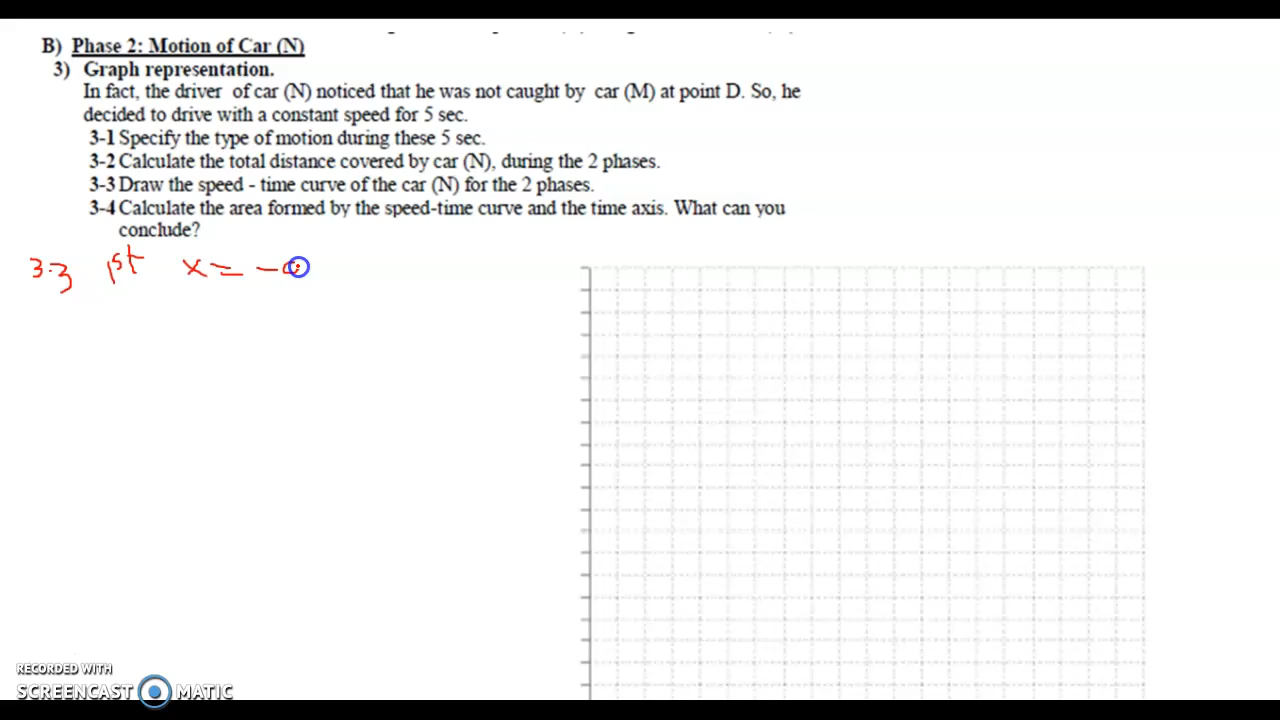 B) Phase 2: Motion of Car (N)
3) Graph representation.
In fact, the driver of car (N) noticed that he was not caught by car (M) at point D. So, he
decided to drive with a constant speed for 5 sec.
3-1 Specify the type of motion during these 5 sec.
3-2 Calculate the total distance covered by car (N), during the 2 phases.
3-3 Draw the speed - time curve of the car (N) for the 2 phases.
3-4 Calculate the area formed by the speed-time curve and the time axis. What can you
conclude?
3.3 1st x = -
RECORDED WITH
SCREENCAST MATIC